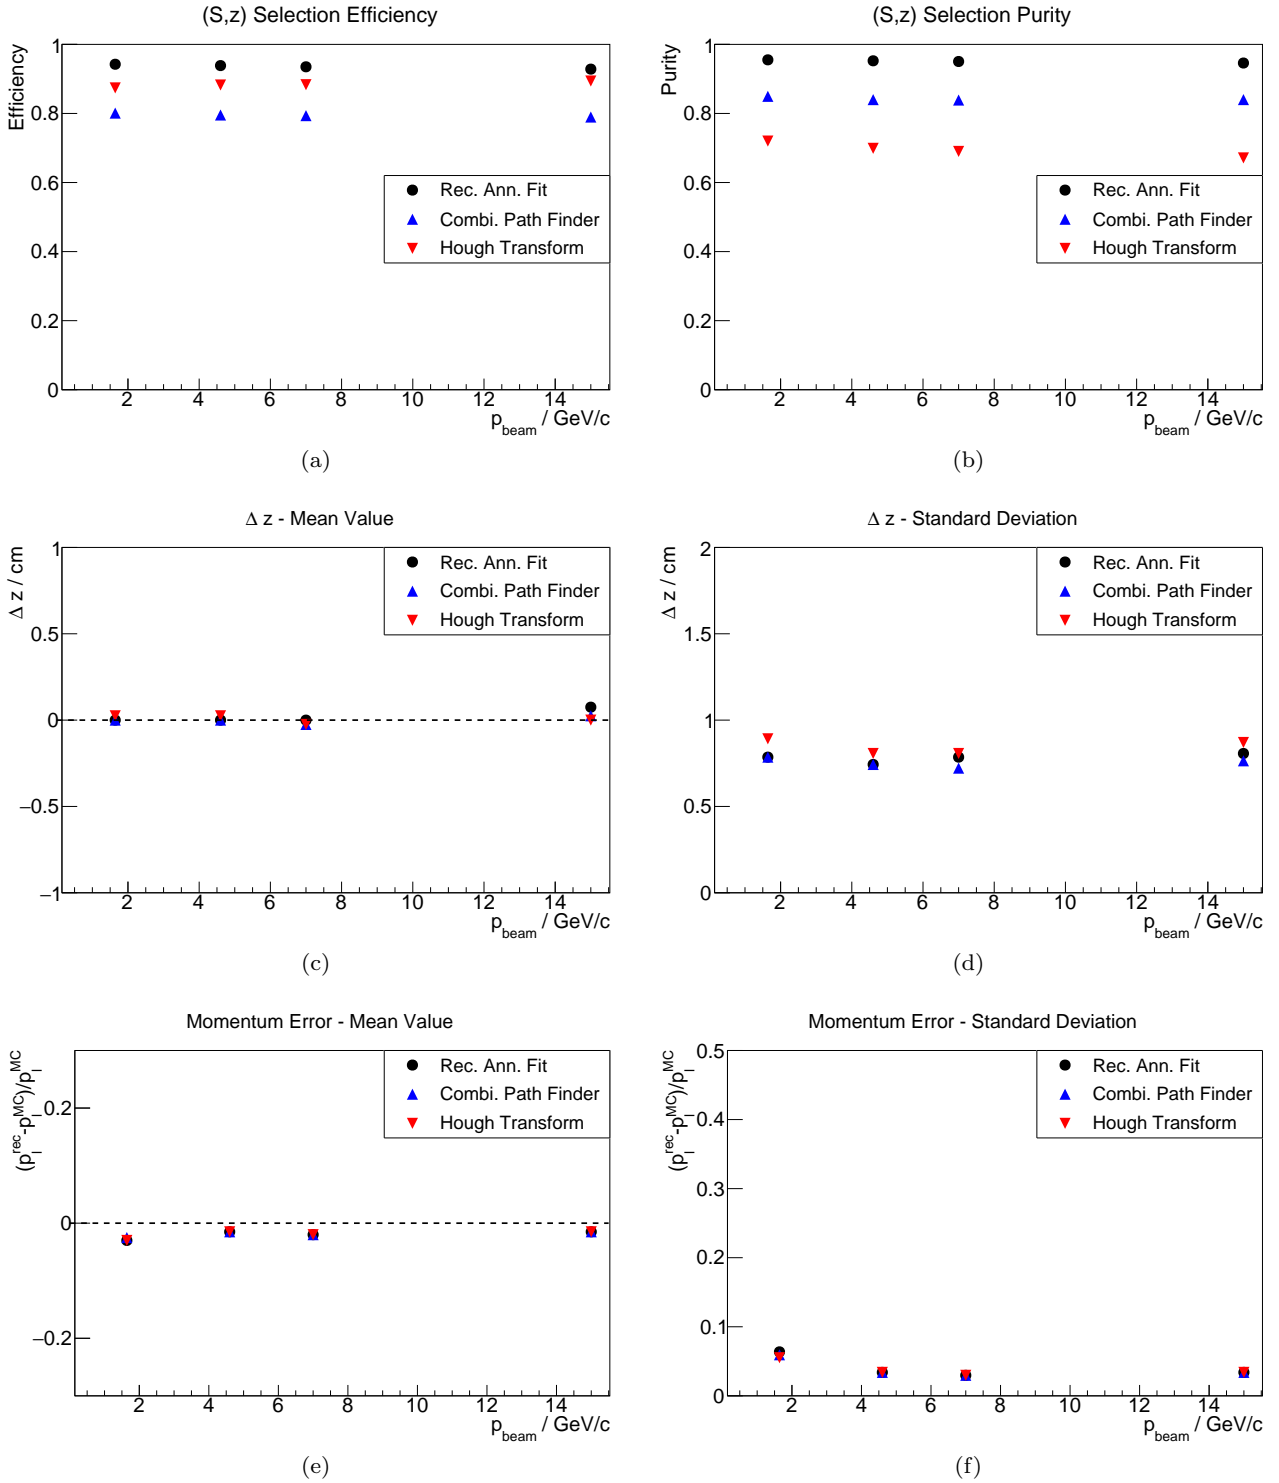 (S,z) Selection Efficiency
Efficiency
1
0.8
0.6
0.4
0.2
0
Rec. Ann. Fit
Combi. Path Finder
Hough Transform
2 4 6 8 10 12 14
p_beam / GeV/c
(a)
(S,z) Selection Purity
Purity
1
0.8
0.6
0.4
0.2
0
Rec. Ann. Fit
Combi. Path Finder
Hough Transform
2 4 6 8 10 12 14
p_beam / GeV/c
(b)
Δ z - Mean Value
Δ z / cm
1
0.5
0
−0.5
−1
Rec. Ann. Fit
Combi. Path Finder
Hough Transform
2 4 6 8 10 12 14
p_beam / GeV/c
(c)
Δ z - Standard Deviation
Δ z / cm
2
1.5
1
0.5
0
Rec. Ann. Fit
Combi. Path Finder
Hough Transform
2 4 6 8 10 12 14
p_beam / GeV/c
(d)
Momentum Error - Mean Value
(p_l^rec-p_l^MC)/p_l^MC
0.2
0
−0.2
Rec. Ann. Fit
Combi. Path Finder
Hough Transform
2 4 6 8 10 12 14
p_beam / GeV/c
(e)
Momentum Error - Standard Deviation
(p_l^rec-p_l^MC)/p_l^MC
0.5
0.4
0.3
0.2
0.1
0
Rec. Ann. Fit
Combi. Path Finder
Hough Transform
2 4 6 8 10 12 14
p_beam / GeV/c
(f)